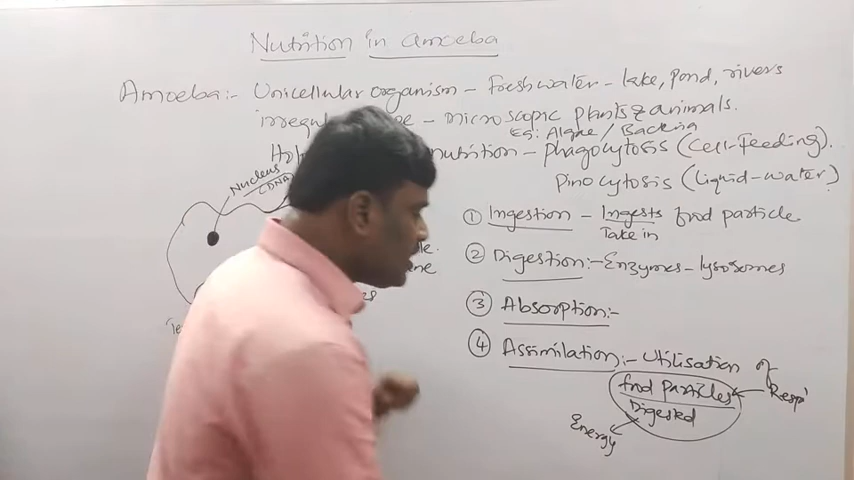 Nutrition in amoeba
Amoeba:- Unicellular organism - Freshwater - lake, pond, rivers
- microscopic plants & animals.
Eg: Algae / Bacteria
nutrition - phagocytosis (Cell-Feeding).
Pinocytosis (Liquid-water)
Nucleus
(DNA)
① Ingestion - Ingests food particle
Take in
② Digestion:- Enzymes - lysosomes
③ Absorption:-
④ Assimilation:- Utilisation of
food particles
Digested
Resp'
Energy